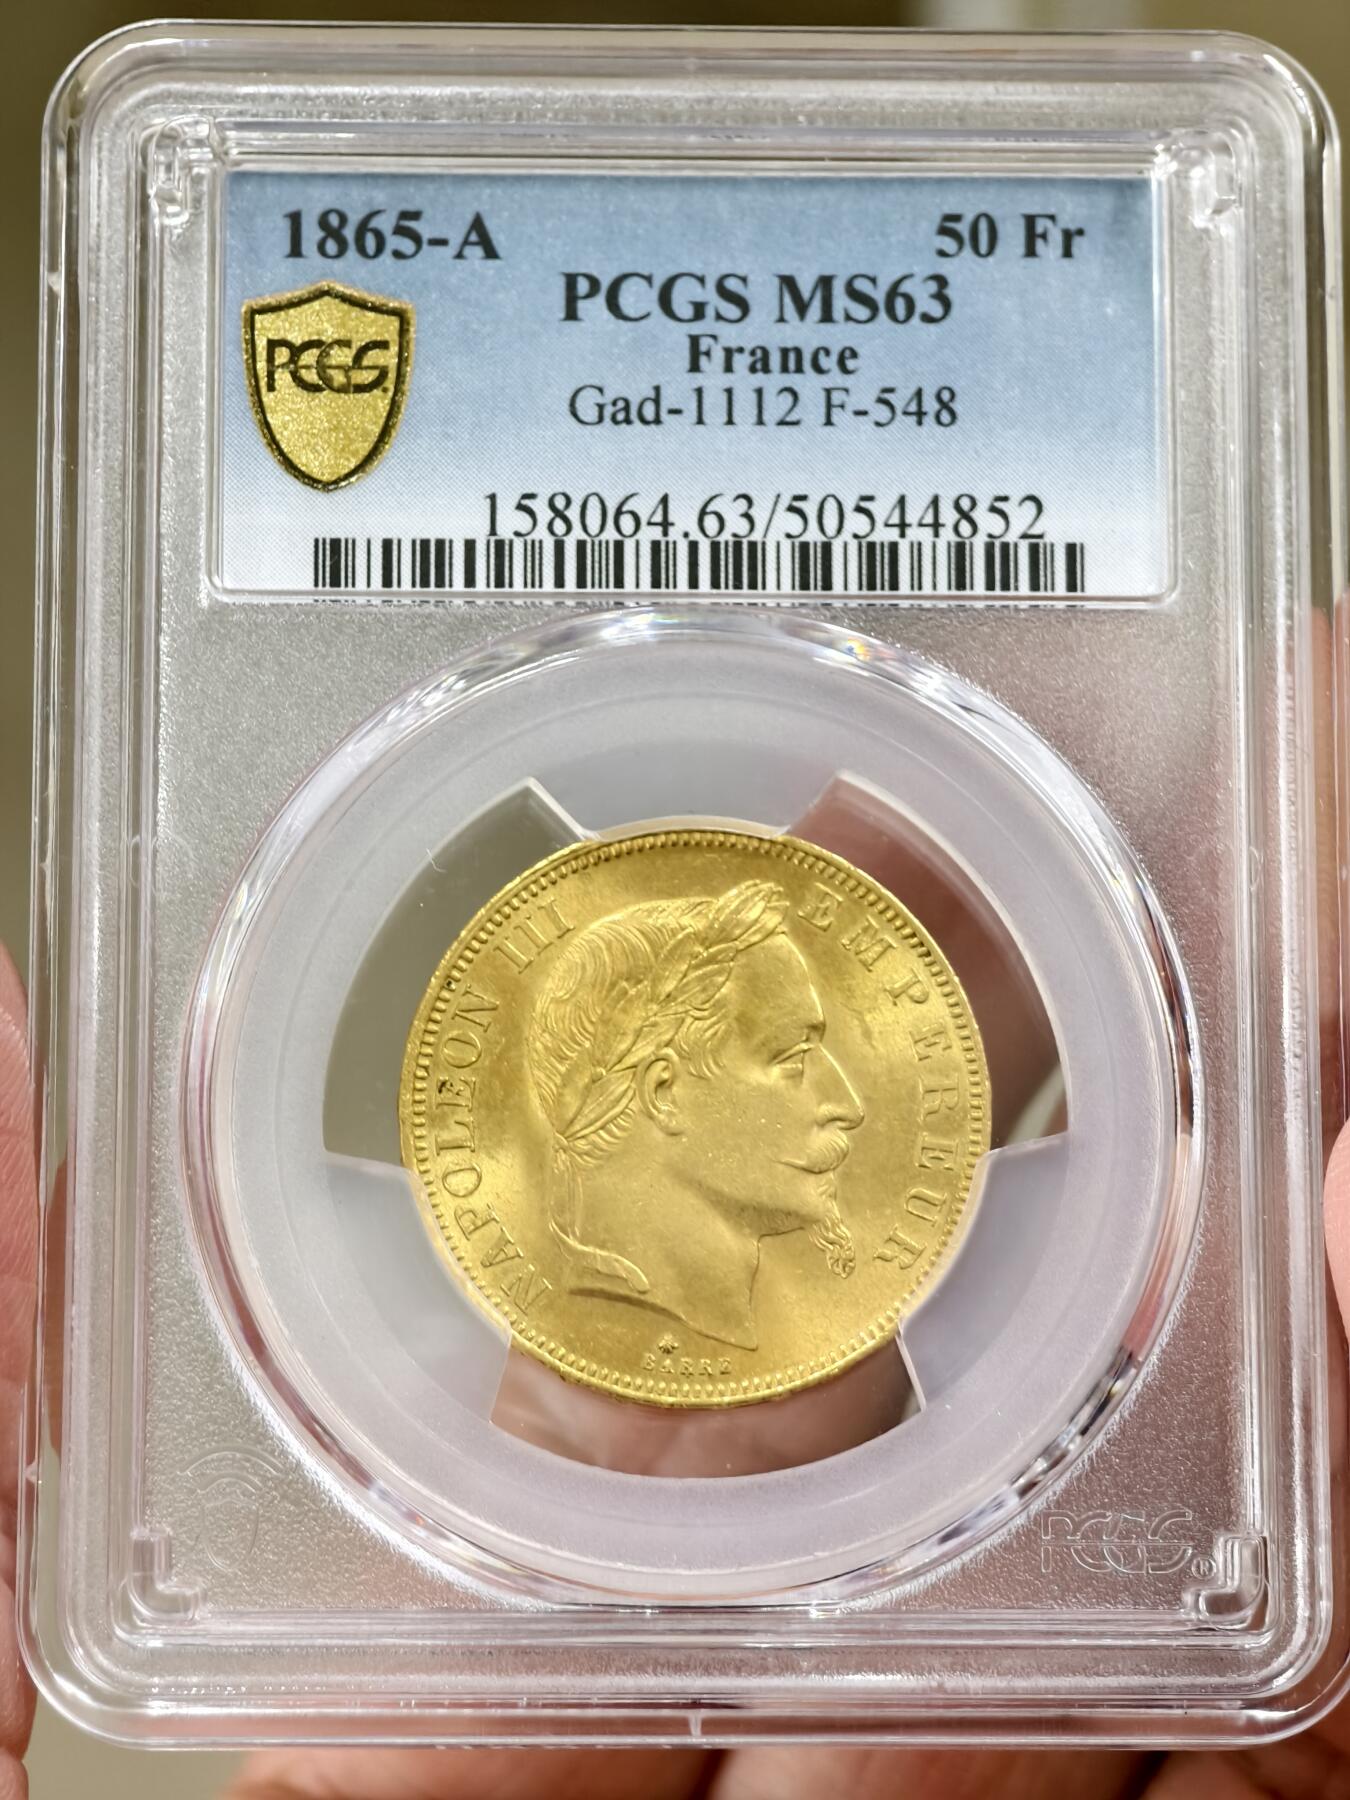 1865-A 50 Fr
PCGS MS63
France
Gad-1112 F-548
PCGS
158064.63/50544852
NAPOLEON III EMPEREUR
BARRE
PCGS®